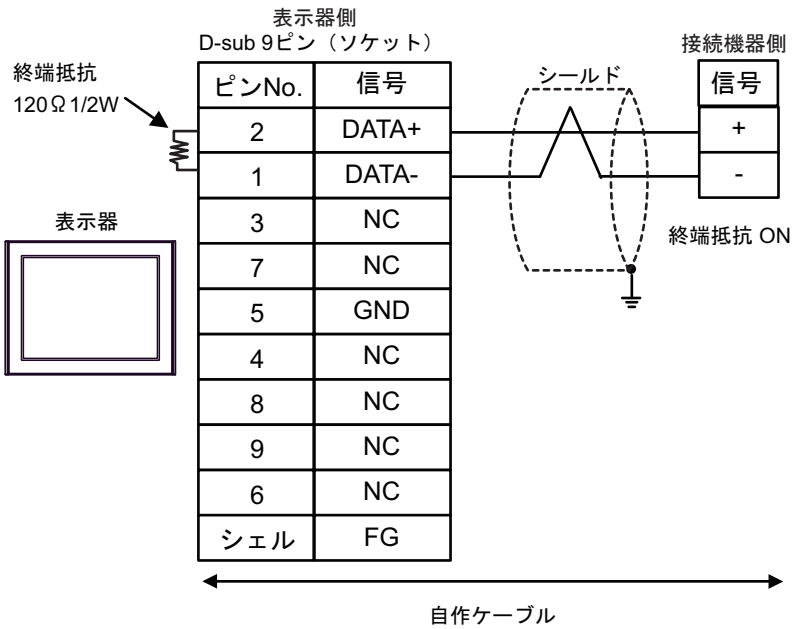 表示器側
D-sub 9ピン（ソケット）
接続機器側
終端抵抗
120Ω 1/2W
シールド
ピンNo. 信号
信号
2 DATA+
+
1 DATA-
-
3 NC
表示器
終端抵抗 ON
7 NC
5 GND
4 NC
8 NC
9 NC
6 NC
シェル FG
自作ケーブル